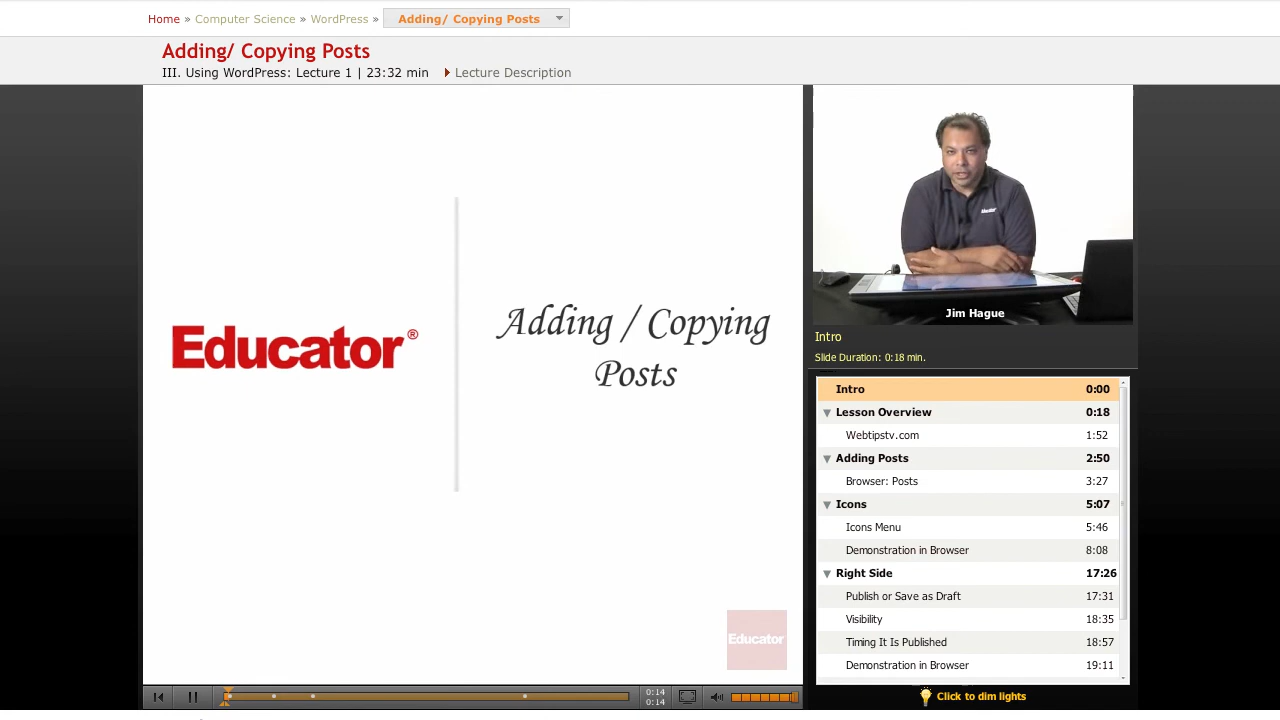 Home » Computer Science » WordPress » Adding/ Copying Posts
Adding/ Copying Posts
III. Using WordPress: Lecture 1 | 23:32 min Lecture Description
Educator®
Adding / Copying
Posts
Educator
Educator
Jim Hague
Intro
Slide Duration: 0:18 min.
Intro 0:00
Lesson Overview 0:18
Webtipstv.com 1:52
Adding Posts 2:50
Browser: Posts 3:27
Icons 5:07
Icons Menu 5:46
Demonstration in Browser 8:08
Right Side 17:26
Publish or Save as Draft 17:31
Visibility 18:35
Timing It Is Published 18:57
Demonstration in Browser 19:11
0:14
0:14
Click to dim lights